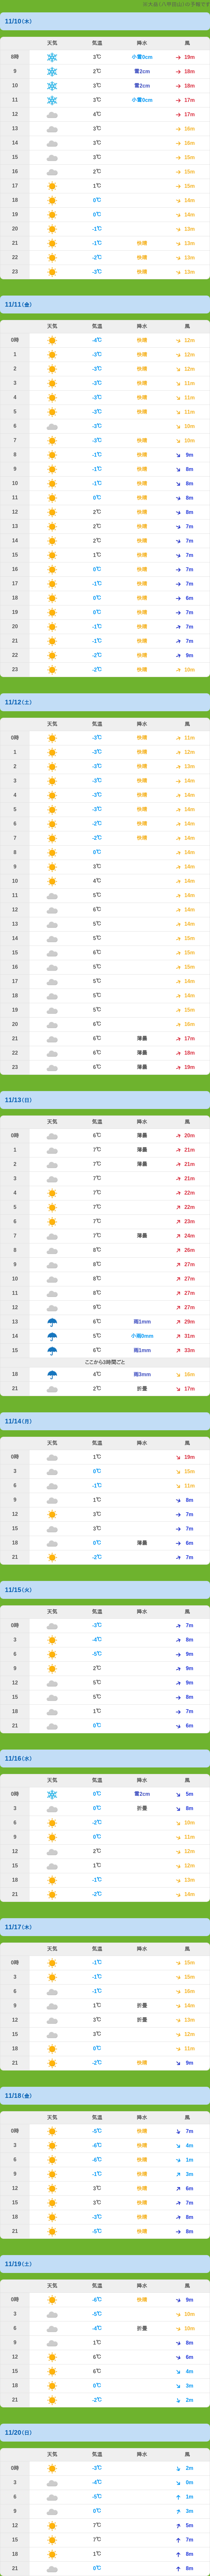 11/10(木)
天気 気温 降水 風
8時 3℃ 小雪0cm 19m
9 2℃ 雪2cm 18m
10 3℃ 雪2cm 18m
11 3℃ 小雪0cm 17m
12 4℃ 17m
13 3℃ 16m
14 3℃ 16m
15 3℃ 15m
16 2℃ 15m
17 1℃ 15m
18 0℃ 14m
19 0℃ 14m
20 -1℃ 13m
21 -1℃ 快晴 13m
22 -2℃ 快晴 13m
23 -3℃ 快晴 13m
11/11(金)
天気 気温 降水 風
0時 -4℃ 快晴 12m
1 -3℃ 快晴 12m
2 -3℃ 快晴 12m
3 -3℃ 快晴 11m
4 -3℃ 快晴 11m
5 -3℃ 快晴 11m
6 -3℃ 10m
7 -3℃ 快晴 10m
8 -1℃ 快晴 9m
9 -1℃ 快晴 8m
10 -1℃ 快晴 8m
11 0℃ 快晴 8m
12 2℃ 快晴 8m
13 2℃ 快晴 7m
14 2℃ 快晴 7m
15 1℃ 快晴 7m
16 0℃ 快晴 7m
17 -1℃ 快晴 7m
18 0℃ 快晴 6m
19 0℃ 快晴 7m
20 -1℃ 快晴 7m
21 -1℃ 快晴 7m
22 -2℃ 快晴 9m
23 -2℃ 快晴 10m
11/12(土)
天気 気温 降水 風
0時 -3℃ 快晴 11m
1 -3℃ 快晴 12m
2 -3℃ 快晴 13m
3 -3℃ 快晴 14m
4 -3℃ 快晴 14m
5 -3℃ 快晴 14m
6 -2℃ 快晴 14m
7 -2℃ 快晴 14m
8 0℃ 14m
9 3℃ 14m
10 4℃ 14m
11 5℃ 14m
12 6℃ 14m
13 5℃ 14m
14 5℃ 15m
15 6℃ 15m
16 5℃ 15m
17 5℃ 14m
18 5℃ 14m
19 5℃ 15m
20 6℃ 16m
21 6℃ 薄曇 17m
22 6℃ 薄曇 18m
23 6℃ 薄曇 19m
11/13(日)
天気 気温 降水 風
0時 6℃ 薄曇 20m
1 7℃ 薄曇 21m
2 7℃ 薄曇 21m
3 7℃ 21m
4 7℃ 22m
5 7℃ 22m
6 7℃ 23m
7 7℃ 薄曇 24m
8 8℃ 26m
9 8℃ 27m
10 8℃ 27m
11 8℃ 27m
12 9℃ 27m
13 6℃ 雨1mm 29m
14 5℃ 小雨0mm 31m
15 6℃ 雨1mm 33m
ここから3時間ごと
18 4℃ 雨3mm 16m
21 2℃ 折曇 17m
11/14(月)
天気 気温 降水 風
0時 1℃ 19m
3 0℃ 15m
6 -1℃ 11m
9 1℃ 8m
12 3℃ 7m
15 3℃ 7m
18 0℃ 薄曇 6m
21 -2℃ 7m
11/15(火)
天気 気温 降水 風
0時 -3℃ 7m
3 -4℃ 8m
6 -5℃ 9m
9 2℃ 9m
12 5℃ 9m
15 5℃ 8m
18 1℃ 7m
21 0℃ 6m
11/16(水)
天気 気温 降水 風
0時 0℃ 雪2cm 5m
3 0℃ 折曇 8m
6 -2℃ 10m
9 0℃ 11m
12 2℃ 12m
15 1℃ 12m
18 -1℃ 13m
21 -2℃ 14m
11/17(木)
天気 気温 降水 風
0時 -1℃ 15m
3 -1℃ 15m
6 -1℃ 16m
9 1℃ 折曇 14m
12 3℃ 折曇 13m
15 3℃ 12m
18 0℃ 11m
21 -2℃ 快晴 9m
11/18(金)
天気 気温 降水 風
0時 -5℃ 快晴 7m
3 -6℃ 快晴 4m
6 -6℃ 快晴 1m
9 -1℃ 快晴 3m
12 3℃ 快晴 6m
15 3℃ 快晴 7m
18 -3℃ 快晴 8m
21 -5℃ 快晴 8m
11/19(土)
天気 気温 降水 風
0時 -6℃ 快晴 9m
3 -5℃ 10m
6 -4℃ 折曇 10m
9 1℃ 8m
12 6℃ 6m
15 6℃ 4m
18 0℃ 3m
21 -2℃ 2m
11/20(日)
天気 気温 降水 風
0時 -3℃ 2m
3 -4℃ 0m
6 -5℃ 1m
9 0℃ 3m
12 7℃ 5m
15 7℃ 7m
18 1℃ 8m
21 0℃ 8m